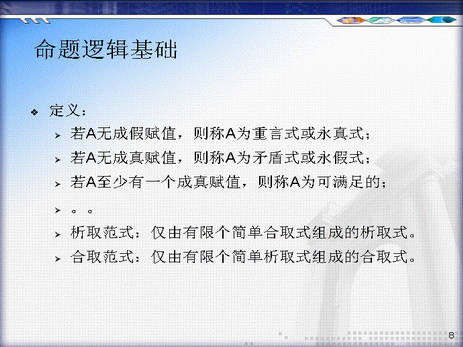 命题逻辑基础
定义：
若A无成假赋值，则称A为重言式或永真式；
若A无成真赋值，则称A为矛盾式或永假式；
若A至少有一个成真赋值，则称A为可满足的；
。。
析取范式：仅由有限个简单合取式组成的析取式。
合取范式：仅由有限个简单析取式组成的合取式。
8